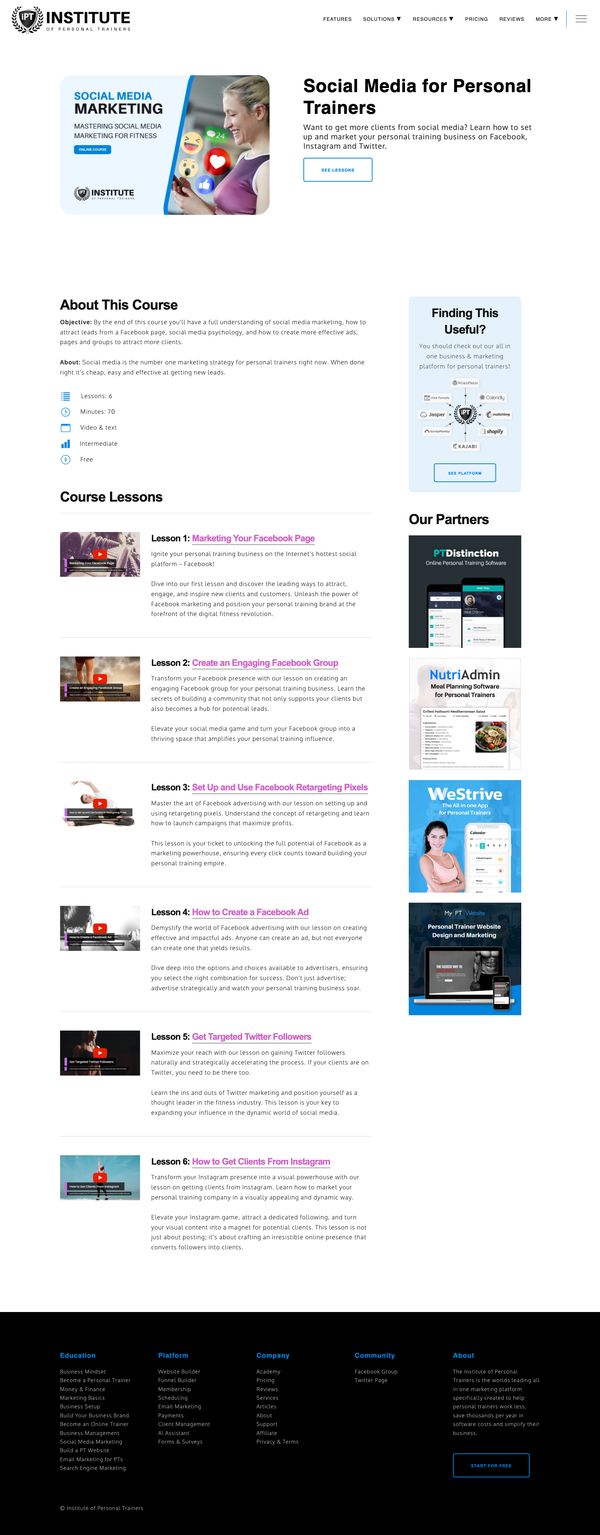 IPT INSTITUTE
OF PERSONAL TRAINERS
FEATURES
SOLUTIONS ▼
RESOURCES ▼
PRICING
REVIEWS
MORE ▼
SOCIAL MEDIA
MARKETING
MASTERING SOCIAL MEDIA
MARKETING FOR FITNESS
ONLINE COURSE
INSTITUTE
OF PERSONAL TRAINERS
24
Social Media for Personal
Trainers
Want to get more clients from social media? Learn how to set
up and market your personal training business on Facebook,
Instagram and Twitter.
SEE LESSONS
About This Course
Objective: By the end of this course you'll have a full understanding of social media marketing, how to
attract leads from a Facebook page, social media psychology, and how to create more effective ads,
pages and groups to attract more clients.
About: Social media is the number one marketing strategy for personal trainers right now. When done
right it's cheap, easy and effective at getting new leads.
Lessons: 6
Minutes: 70
Video & text
Intermediate
Free
Course Lessons
Lesson 1: Marketing Your Facebook Page
Marketing Your Facebook Page
Ignite your personal training business on the Internet's hottest social
platform – Facebook!
Dive into our first lesson and discover the leading ways to attract,
engage, and inspire new clients and customers. Unleash the power of
Facebook marketing and position your personal training brand at the
forefront of the digital fitness revolution.
Lesson 2: Create an Engaging Facebook Group
Create an Engaging Facebook Group
Transform your Facebook presence with our lesson on creating an
engaging Facebook group for your personal training business. Learn the
secrets of building a community that not only supports your clients but
also becomes a hub for potential leads.
Elevate your social media game and turn your Facebook group into a
thriving space that amplifies your personal training influence.
Lesson 3: Set Up and Use Facebook Retargeting Pixels
Master the art of Facebook advertising with our lesson on setting up and
using retargeting pixels. Understand the concept of retargeting and learn
how to launch campaigns that maximize profits.
This lesson is your ticket to unlocking the full potential of Facebook as a
marketing powerhouse, ensuring every click counts toward building your
personal training empire.
Lesson 4: How to Create a Facebook Ad
How to Create a Facebook Ad
Demystify the world of Facebook advertising with our lesson on creating
effective and impactful ads. Anyone can create an ad, but not everyone
can create one that yields results.
Dive deep into the options and choices available to advertisers, ensuring
you select the right combination for success. Don't just advertise;
advertise strategically and watch your personal training business soar.
Lesson 5: Get Targeted Twitter Followers
Get Targeted Twitter Followers
Maximize your reach with our lesson on gaining Twitter followers
naturally and strategically accelerating the process. If your clients are on
Twitter, you need to be there too.
Learn the ins and outs of Twitter marketing and position yourself as a
thought leader in the fitness industry. This lesson is your key to
expanding your influence in the dynamic world of social media.
Lesson 6: How to Get Clients From Instagram
How to Get Clients From Instagram
Transform your Instagram presence into a visual powerhouse with our
lesson on getting clients from Instagram. Learn how to market your
personal training company in a visually appealing and dynamic way.
Elevate your Instagram game, attract a dedicated following, and turn
your visual content into a magnet for potential clients. This lesson is not
just about posting; it's about crafting an irresistible online presence that
converts followers into clients.
Finding This
Useful?
You should check out our all in
one business & marketing
platform for personal trainers!
WordPress
Calendly
Jasper
IPT
mailchimp
shopify
KAJABI
SEE PLATFORM
Our Partners
PTDistinction
Online Personal Training Software
NutriAdmin
Meal Planning Software
for Personal Trainers
Grilled Halloumi Mediterranean Salad
WeStrive
The All in one App
for Personal Trainers
Calendar
My PT Website
Personal Trainer Website
Design and Marketing
Education
Business Mindset
Become a Personal Trainer
Money & Finance
Marketing Basics
Business Setup
Build Your Business Brand
Become an Online Trainer
Business Management
Social Media Marketing
Build a PT Website
Email Marketing for PTs
Search Engine Marketing
Platform
Website Builder
Funnel Builder
Membership
Scheduling
Email Marketing
Payments
Client Management
AI Assistant
Forms & Surveys
Company
Academy
Pricing
Reviews
Services
Articles
About
Support
Affiliate
Privacy & Terms
Community
Facebook Group
Twitter Page
About
The Institute of Personal
Trainers is the worlds leading all
in one marketing platform
specifically created to help
personal trainers work less,
save thousands per year in
software costs and simplify their
business.
START FOR FREE
© Institute of Personal Trainers